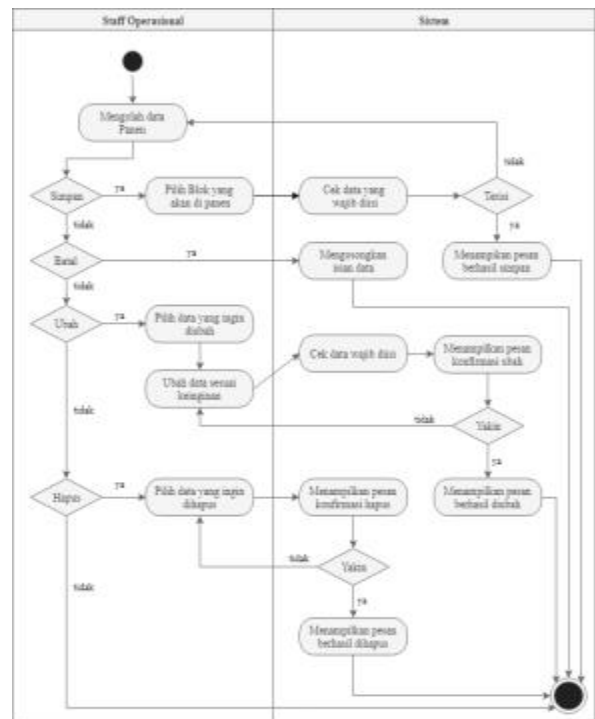 Staff Operasional
Sistem
Mengolah data
Panen
tidak
Simpan
ya
Pilih Blok yang
akan di panen
Cek data yang
wajib diisi
Terisi
tidak
ya
Batal
ya
Mengosongkan
isian data
Menampilkan pesan
berhasil simpan
tidak
Ubah
ya
Pilih data yang ingin
diubah
Ubah data sesuai
keinginan
Cek data wajib diisi
Menampilkan pesan
konfirmasi ubah
tidak
tidak
Yakin
ya
Hapus
ya
Pilih data yang ingin
dihapus
Menampilkan pesan
konfirmasi hapus
Menampilkan pesan
berhasil diubah
tidak
Yakin
tidak
ya
Menampilkan pesan
berhasil dihapus